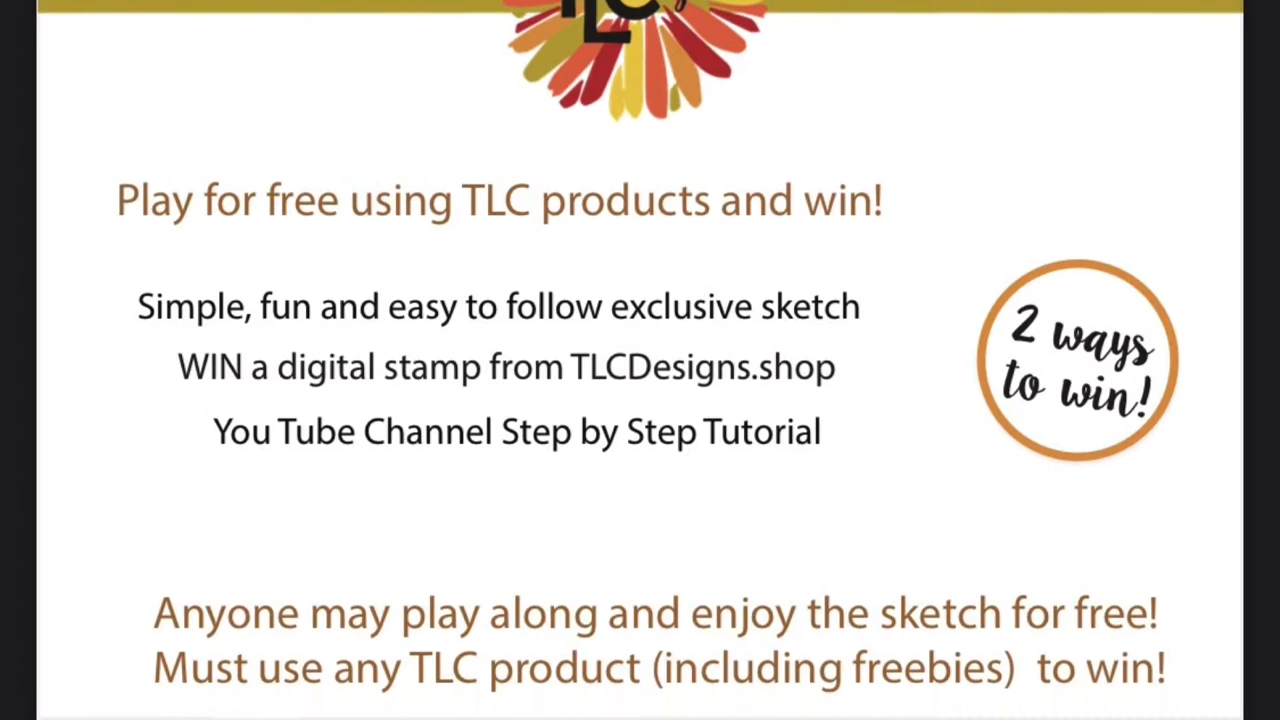 TLC
Play for free using TLC products and win!
Simple, fun and easy to follow exclusive sketch
WIN a digital stamp from TLCDesigns.shop
You Tube Channel Step by Step Tutorial
2 ways
to win!
Anyone may play along and enjoy the sketch for free!
Must use any TLC product (including freebies) to win!